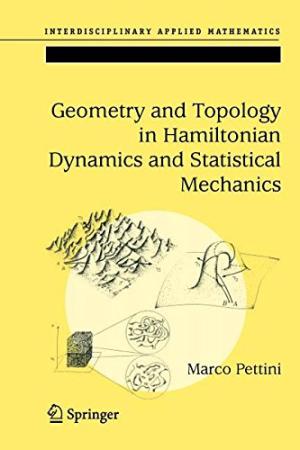 INTERDISCIPLINARY APPLIED MATHEMATICS
Geometry and Topology
in Hamiltonian
Dynamics and Statistical
Mechanics
Marco Pettini
Springer